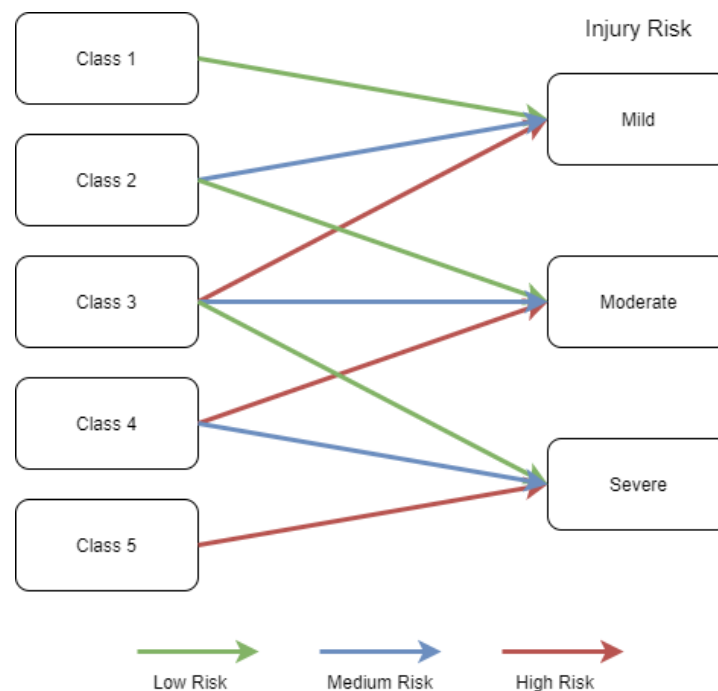 Injury Risk
Class 1
Class 2
Class 3
Class 4
Class 5
Mild
Moderate
Severe
Low Risk
Medium Risk
High Risk